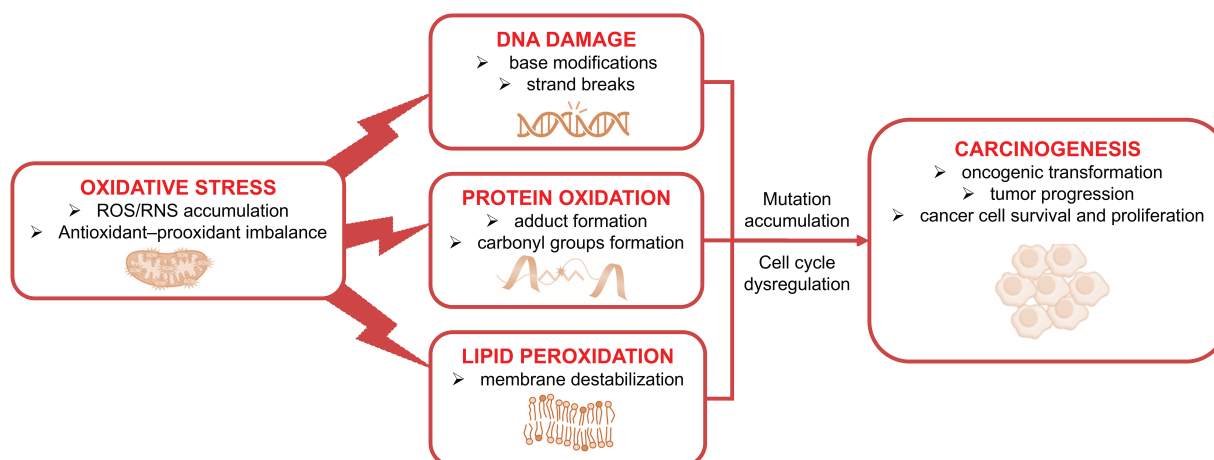 OXIDATIVE STRESS
➢ ROS/RNS accumulation
➢ Antioxidant–prooxidant imbalance
DNA DAMAGE
➢ base modifications
➢ strand breaks
PROTEIN OXIDATION
➢ adduct formation
➢ carbonyl groups formation
LIPID PEROXIDATION
➢ membrane destabilization
Mutation
accumulation
Cell cycle
dysregulation
CARCINOGENESIS
➢ oncogenic transformation
➢ tumor progression
➢ cancer cell survival and proliferation